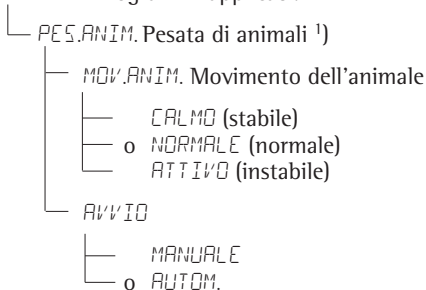 PES.ANIM. Pesata di animali ¹)
MOV.ANIM. Movimento dell'animale
CALMO (stabile)
o NORMALE (normale)
ATTIVO (instabile)
AVVIO
MANUALE
o AUTOM.